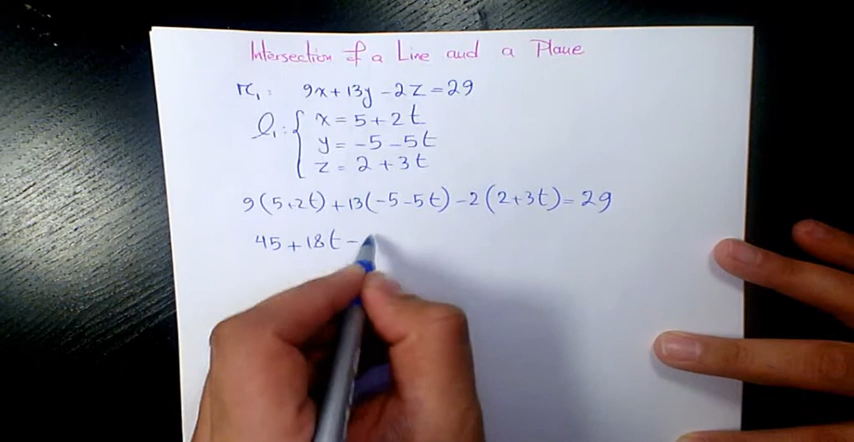 Intersection of a Line and a Plane
π₁: 9x+13y-2z=29
l₁: { x = 5+2t
y = -5-5t
z = 2+3t
9(5+2t)+13(-5-5t)-2(2+3t)=29
45+18t-